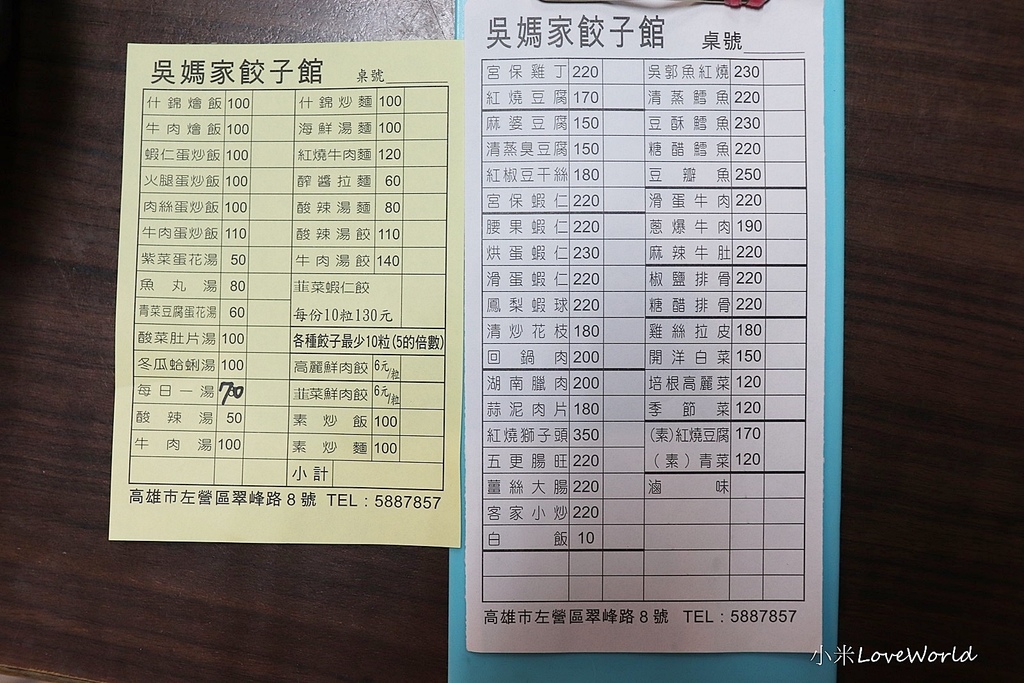 吳媽家餃子館 桌號
什錦燴飯 100 什錦炒麵 100
牛肉燴飯 100 海鮮湯麵 100
蝦仁蛋炒飯 100 紅燒牛肉麵 120
火腿蛋炒飯 100 醡醬拉麵 60
肉絲蛋炒飯 100 酸辣湯麵 80
牛肉蛋炒飯 110 酸辣湯餃 110
紫菜蛋花湯 50 牛肉湯餃 140
魚丸湯 80 韮菜蝦仁餃
青菜豆腐蛋花湯 60 每份10粒130元
酸菜肚片湯 100 各種餃子最少10粒(5的倍數)
冬瓜蛤蜊湯 100 高麗鮮肉餃 6元/粒
每日一湯 韮菜鮮肉餃 6元/粒
酸辣湯 50 素炒飯 100
牛肉湯 100 素炒麵 100
小計
高雄市左營區翠峰路8號 TEL：5887857
吳媽家餃子館 桌號
宮保雞丁 220 吳郭魚紅燒 230
紅燒豆腐 170 清蒸鱈魚 220
麻婆豆腐 150 豆酥鱈魚 230
清蒸臭豆腐 150 糖醋鱈魚 220
紅椒豆干絲 180 豆瓣魚 250
宮保蝦仁 220 滑蛋牛肉 220
腰果蝦仁 220 蔥爆牛肉 190
烘蛋蝦仁 230 麻辣牛肚 220
滑蛋蝦仁 220 椒鹽排骨 220
鳳梨蝦球 220 糖醋排骨 220
清炒花枝 180 雞絲拉皮 180
回鍋肉 200 開洋白菜 150
湖南臘肉 200 培根高麗菜 120
蒜泥肉片 180 季節菜 120
紅燒獅子頭 350 (素)紅燒豆腐 170
五更腸旺 220 (素)青菜 120
薑絲大腸 220 滷味
客家小炒 220
白飯 10
高雄市左營區翠峰路8號 TEL：5887857
小米LoveWorld